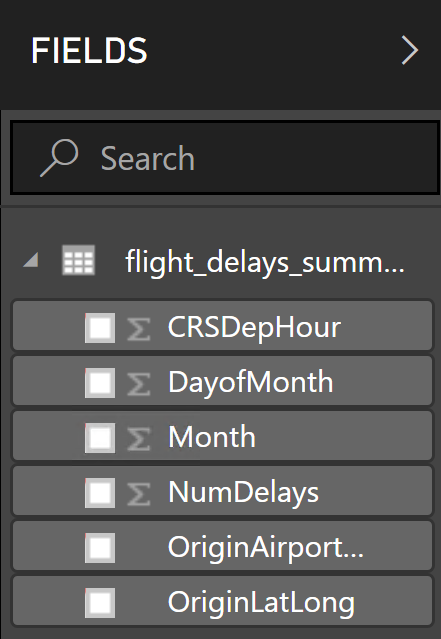 FIELDS
Search
flight_delays_summ...
CRSDepHour
DayofMonth
Month
NumDelays
OriginAirport...
OriginLatLong